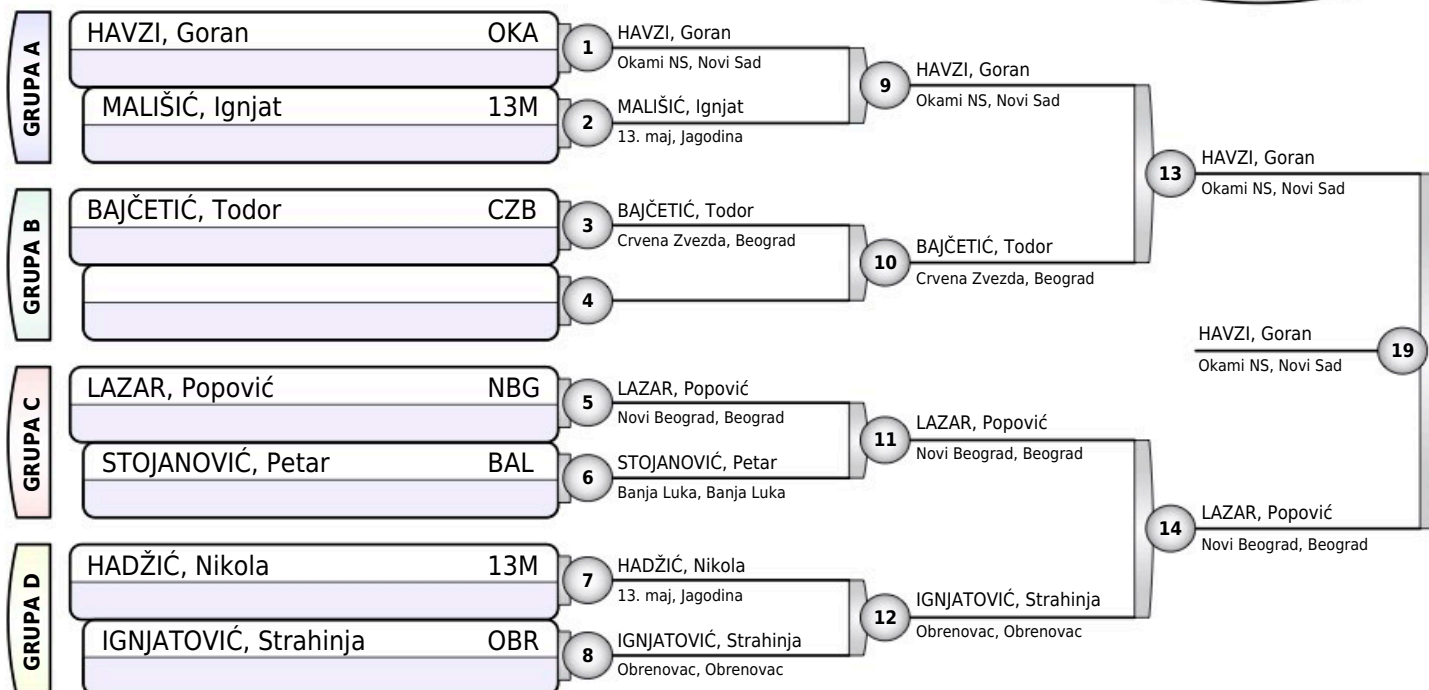 GRUPA A
HAVZI, Goran OKA
1
HAVZI, Goran
Okami NS, Novi Sad
MALIŠIĆ, Ignjat 13M
2
MALIŠIĆ, Ignjat
13. maj, Jagodina
9
HAVZI, Goran
Okami NS, Novi Sad
GRUPA B
BAJČETIĆ, Todor CZB
3
BAJČETIĆ, Todor
Crvena Zvezda, Beograd
4
10
BAJČETIĆ, Todor
Crvena Zvezda, Beograd
13
HAVZI, Goran
Okami NS, Novi Sad
GRUPA C
LAZAR, Popović NBG
5
LAZAR, Popović
Novi Beograd, Beograd
STOJANOVIĆ, Petar BAL
6
STOJANOVIĆ, Petar
Banja Luka, Banja Luka
11
LAZAR, Popović
Novi Beograd, Beograd
GRUPA D
HADŽIĆ, Nikola 13M
7
HADŽIĆ, Nikola
13. maj, Jagodina
IGNJATOVIĆ, Strahinja OBR
8
IGNJATOVIĆ, Strahinja
Obrenovac, Obrenovac
12
IGNJATOVIĆ, Strahinja
Obrenovac, Obrenovac
14
LAZAR, Popović
Novi Beograd, Beograd
HAVZI, Goran
Okami NS, Novi Sad
19